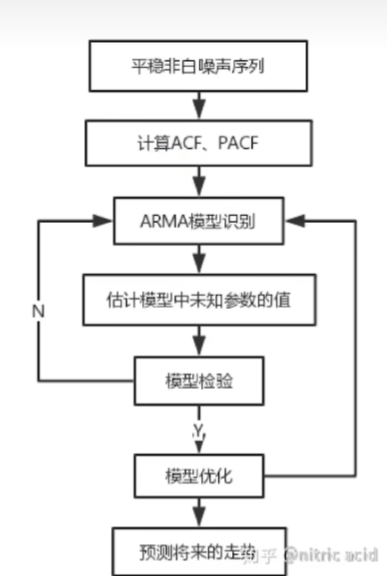 平稳非白噪声序列
计算ACF、PACF
ARMA模型识别
估计模型中未知参数的值
N
模型检验
Y
模型优化
预测将来的走势
知乎 @nitric acid